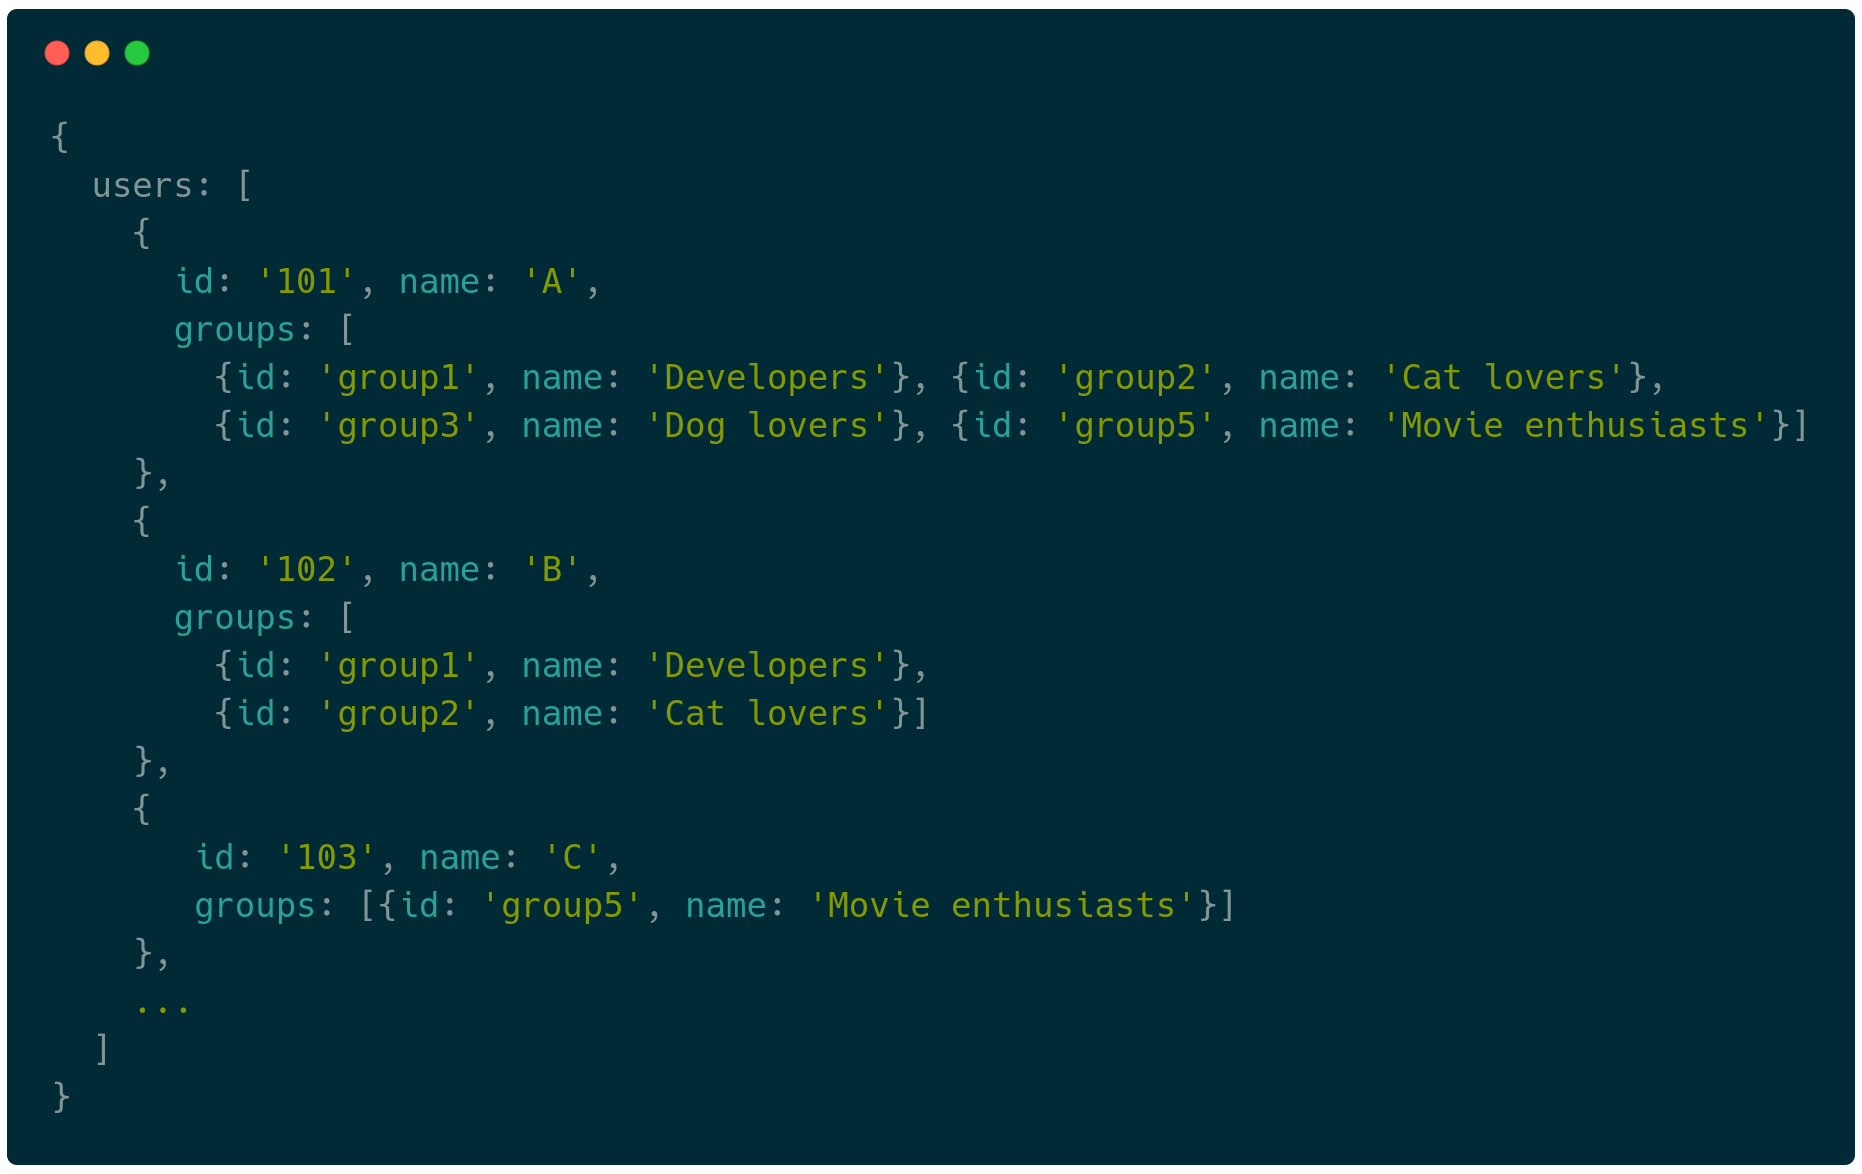 {
  users: [
    {
      id: '101', name: 'A',
      groups: [
        {id: 'group1', name: 'Developers'}, {id: 'group2', name: 'Cat lovers'},
        {id: 'group3', name: 'Dog lovers'}, {id: 'group5', name: 'Movie enthusiasts'}]
    },
    {
      id: '102', name: 'B',
      groups: [
        {id: 'group1', name: 'Developers'},
        {id: 'group2', name: 'Cat lovers'}]
    },
    {
       id: '103', name: 'C',
       groups: [{id: 'group5', name: 'Movie enthusiasts'}]
    },
    ...
  ]
}